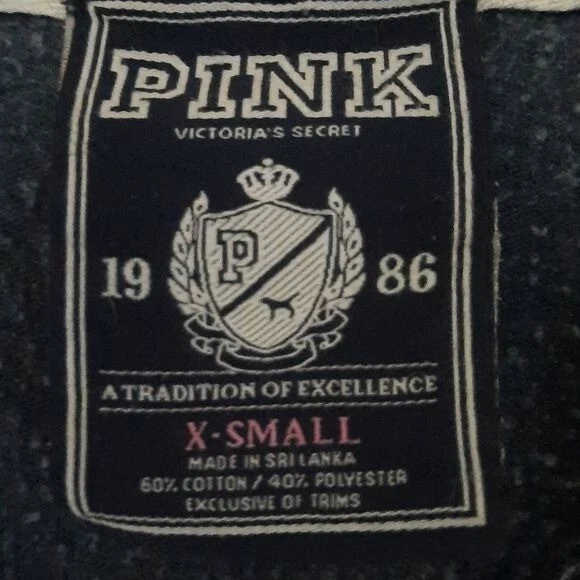 PINK
VICTORIA'S SECRET
P
19 86
A TRADITION OF EXCELLENCE
X-SMALL
MADE IN SRI LANKA
60% COTTON / 40% POLYESTER
EXCLUSIVE OF TRIMS